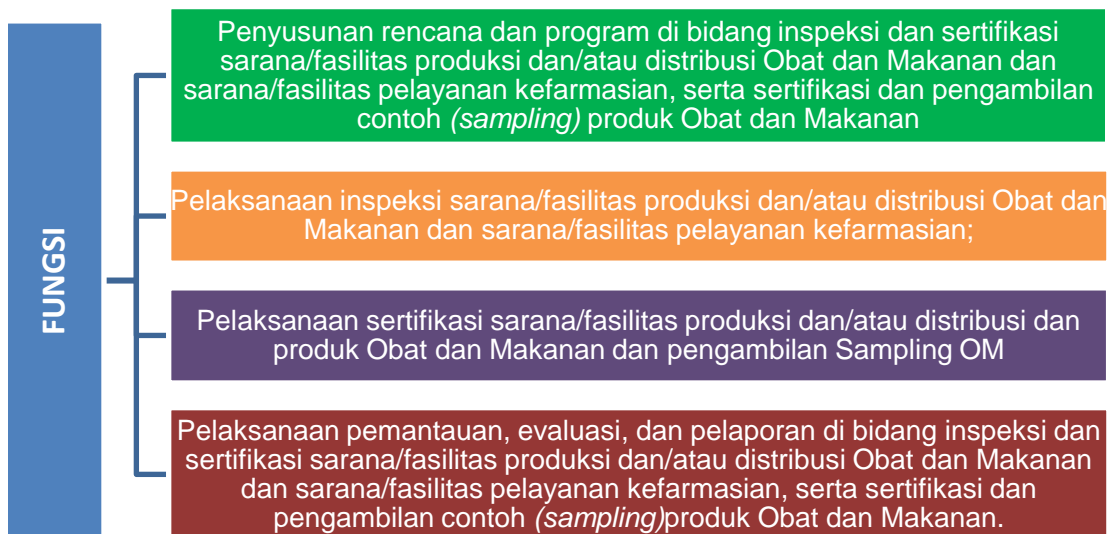 FUNGSI
Penyusunan rencana dan program di bidang inspeksi dan sertifikasi
sarana/fasilitas produksi dan/atau distribusi Obat dan Makanan dan
sarana/fasilitas pelayanan kefarmasian, serta sertifikasi dan pengambilan
contoh (sampling) produk Obat dan Makanan
Pelaksanaan inspeksi sarana/fasilitas produksi dan/atau distribusi Obat dan
Makanan dan sarana/fasilitas pelayanan kefarmasian;
Pelaksanaan sertifikasi sarana/fasilitas produksi dan/atau distribusi dan
produk Obat dan Makanan dan pengambilan Sampling OM
Pelaksanaan pemantauan, evaluasi, dan pelaporan di bidang inspeksi dan
sertifikasi sarana/fasilitas produksi dan/atau distribusi Obat dan Makanan
dan sarana/fasilitas pelayanan kefarmasian, serta sertifikasi dan
pengambilan contoh (sampling)produk Obat dan Makanan.